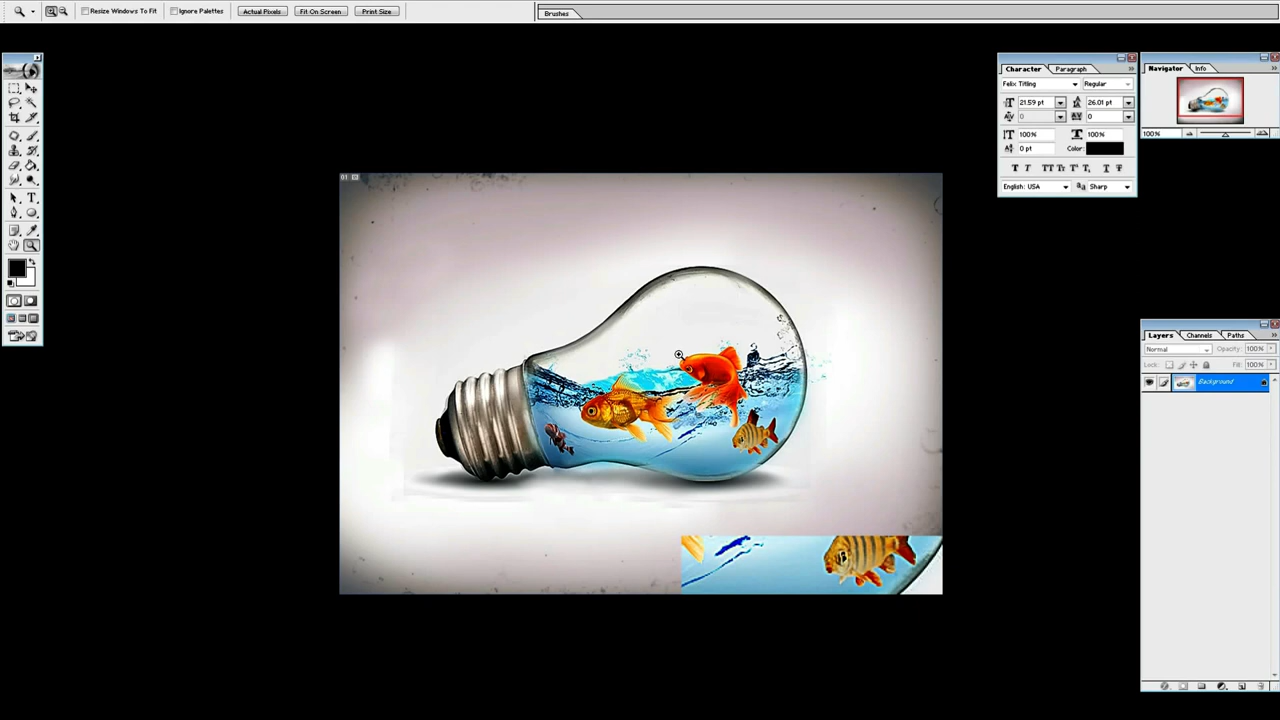 Resize Windows To Fit
Ignore Palettes
Actual Pixels
Fit On Screen
Print Size
Brushes
Character
Paragraph
Felix Titling
Regular
21.59 pt
26.01 pt
0
0
100%
100%
0 pt
Color:
English: USA
Sharp
Navigator
Info
100%
01
Layers
Channels
Paths
Normal
Opacity: 100%
Lock:
Fill: 100%
Background